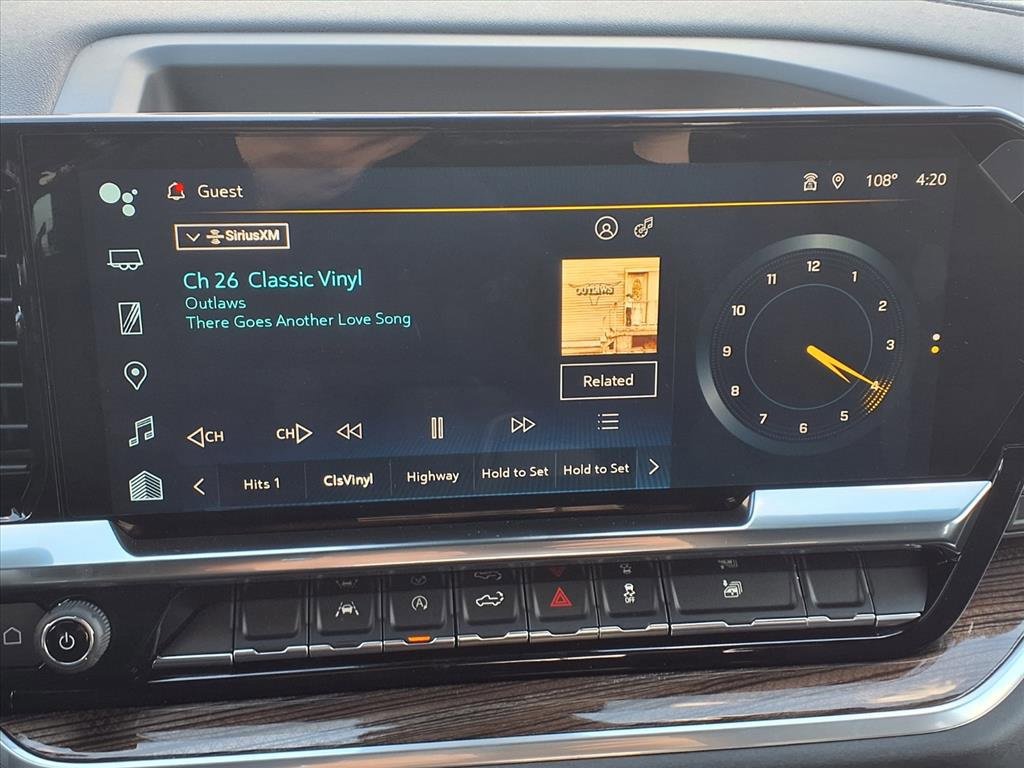 Guest
108° 4:20
SiriusXM
Ch 26 Classic Vinyl
Outlaws
There Goes Another Love Song
OUTLAWS
Related
CH
CH
Hits 1
ClsVinyl
Highway
Hold to Set
Hold to Set
12
1
2
3
4
5
6
7
8
9
10
11
A
OFF